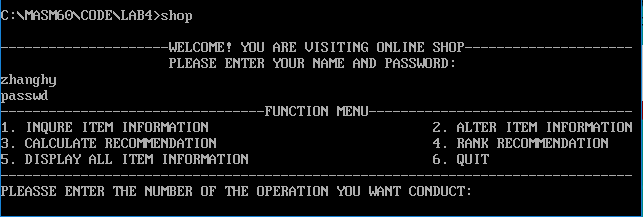 C:\MASM60\CODE\LAB4>shop
--------------------WELCOME! YOU ARE VISITING ONLINE SHOP--------------------
PLEASE ENTER YOUR NAME AND PASSWORD:
zhanghy
passwd
--------------------------------FUNCTION MENU--------------------------------
1. INQURE ITEM INFORMATION 2. ALTER ITEM INFORMATION
3. CALCULATE RECOMMENDATION 4. RANK RECOMMENDATION
5. DISPLAY ALL ITEM INFORMATION 6. QUIT
-----------------------------------------------------------------------------
PLEASSE ENTER THE NUMBER OF THE OPERATION YOU WANT CONDUCT: